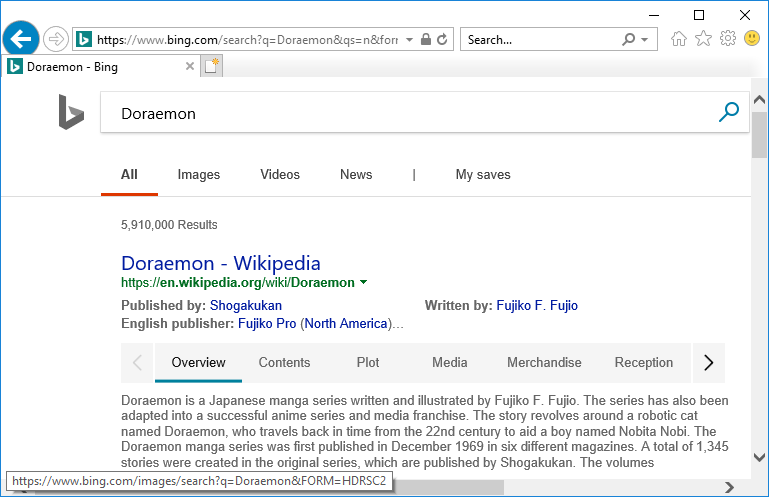 https://www.bing.com/search?q=Doraemon&qs=n&for
Search...
Doraemon - Bing
Doraemon
All Images Videos News | My saves
5,910,000 Results
Doraemon - Wikipedia
https://en.wikipedia.org/wiki/Doraemon
Published by: Shogakukan Written by: Fujiko F. Fujio
English publisher: Fujiko Pro (North America)...
Overview Contents Plot Media Merchandise Reception
Doraemon is a Japanese manga series written and illustrated by Fujiko F. Fujio. The series has also been
adapted into a successful anime series and media franchise. The story revolves around a robotic cat
named Doraemon, who travels back in time from the 22nd century to aid a boy named Nobita Nobi. The
Doraemon manga series was first published in December 1969 in six different magazines. A total of 1,345
stories were created in the original series, which are published by Shogakukan. The volumes
https://www.bing.com/images/search?q=Doraemon&FORM=HDRSC2